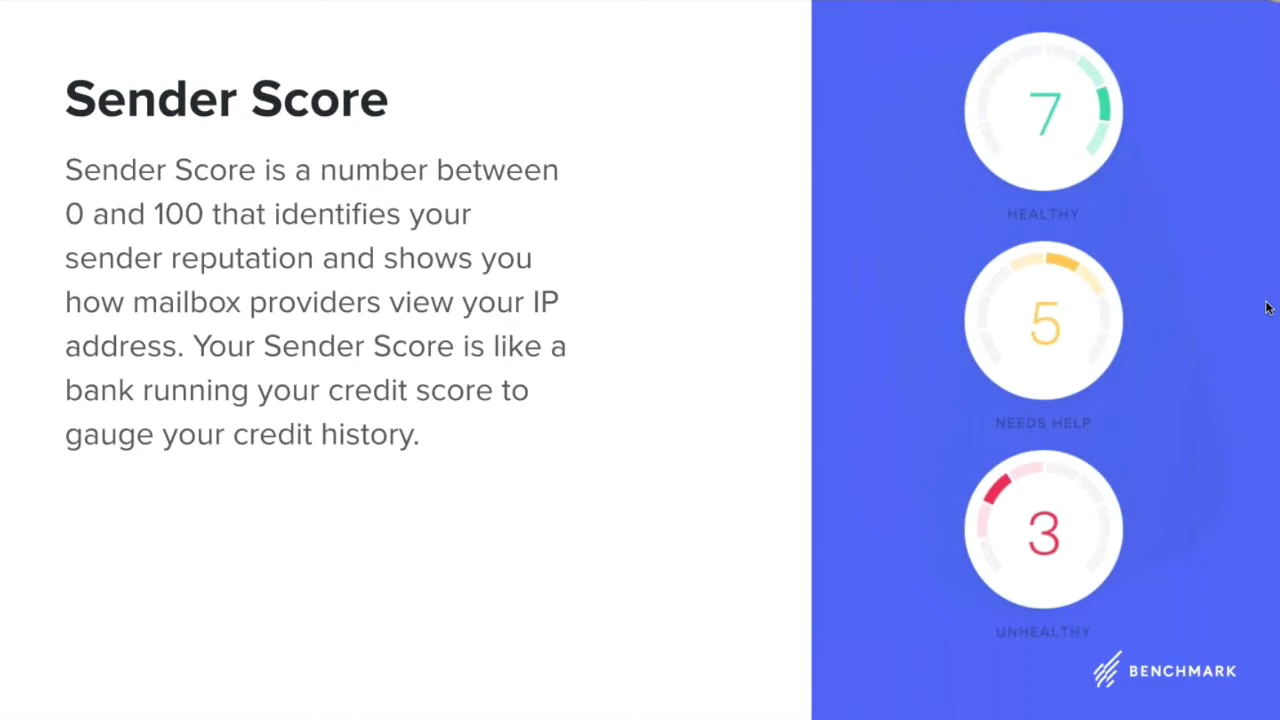 Sender Score
Sender Score is a number between
0 and 100 that identifies your
sender reputation and shows you
how mailbox providers view your IP
address. Your Sender Score is like a
bank running your credit score to
gauge your credit history.
7
HEALTHY
5
NEEDS HELP
3
UNHEALTHY
BENCHMARK